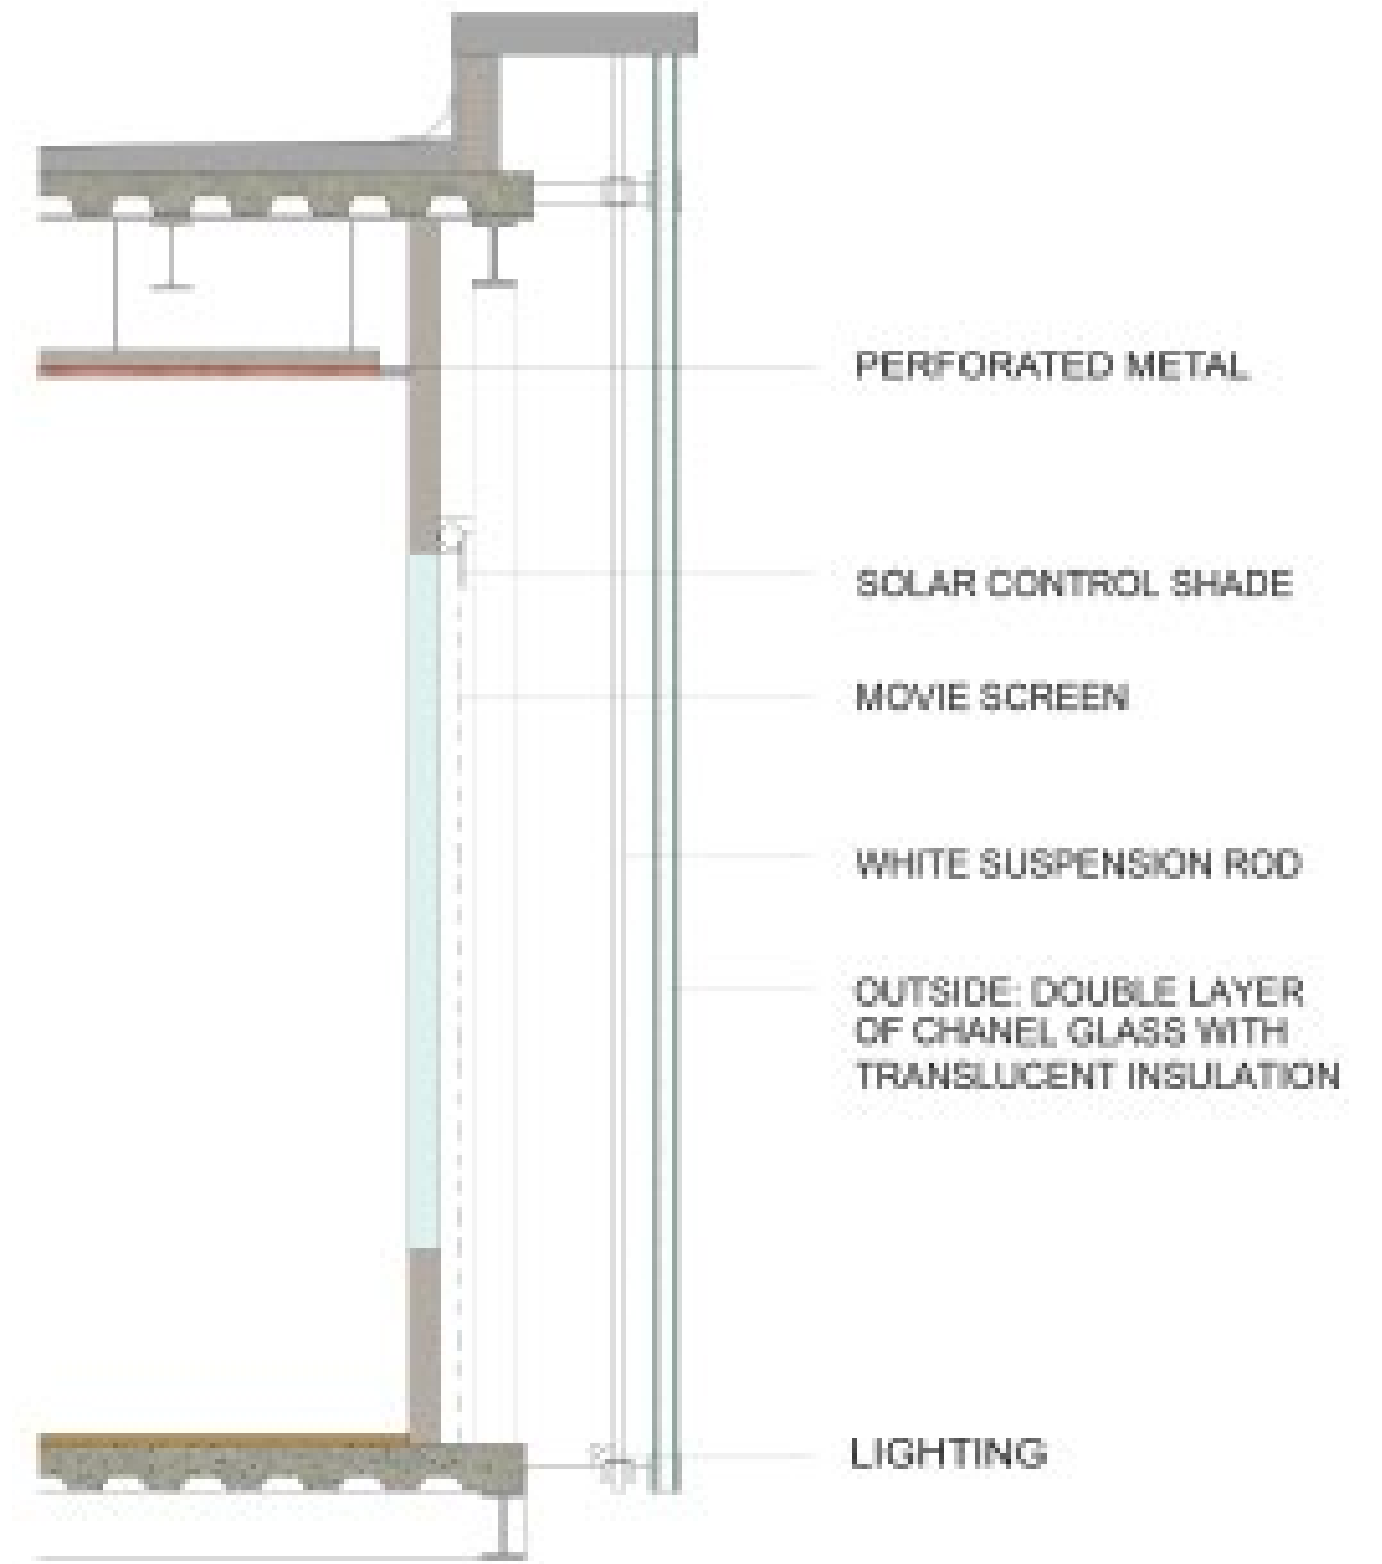 PERFORATED METAL
SOLAR CONTROL SHADE
MOVIE SCREEN
WHITE SUSPENSION ROD
OUTSIDE: DOUBLE LAYER
OF CHANEL GLASS WITH
TRANSLUCENT INSULATION
LIGHTING